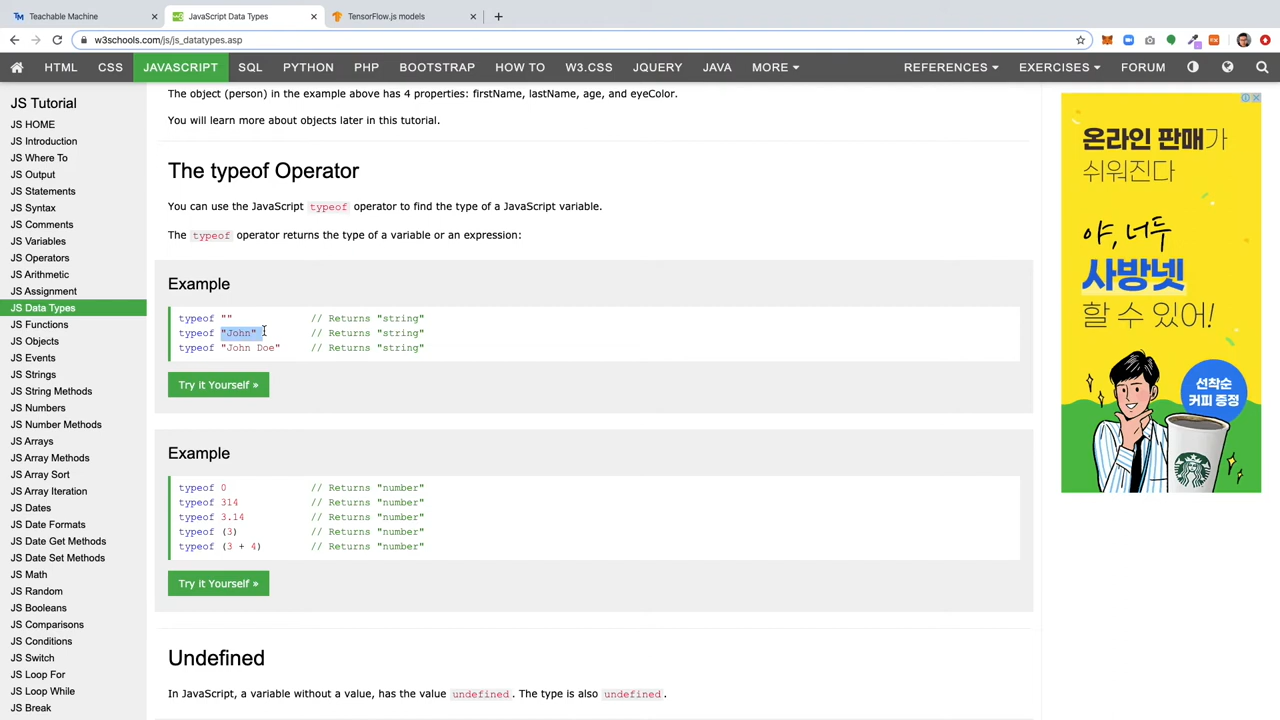 Teachable Machine
JavaScript Data Types
TensorFlow.js models
w3schools.com/js/js_datatypes.asp
HTML CSS JAVASCRIPT SQL PYTHON PHP BOOTSTRAP HOW TO W3.CSS JQUERY JAVA MORE REFERENCES EXERCISES FORUM
JS Tutorial
JS HOME
JS Introduction
JS Where To
JS Output
JS Statements
JS Syntax
JS Comments
JS Variables
JS Operators
JS Arithmetic
JS Assignment
JS Data Types
JS Functions
JS Objects
JS Events
JS Strings
JS String Methods
JS Numbers
JS Number Methods
JS Arrays
JS Array Methods
JS Array Sort
JS Array Iteration
JS Dates
JS Date Formats
JS Date Get Methods
JS Date Set Methods
JS Math
JS Random
JS Booleans
JS Comparisons
JS Conditions
JS Switch
JS Loop For
JS Loop While
JS Break
The object (person) in the example above has 4 properties: firstName, lastName, age, and eyeColor.
You will learn more about objects later in this tutorial.
The typeof Operator
You can use the JavaScript typeof operator to find the type of a JavaScript variable.
The typeof operator returns the type of a variable or an expression:
Example
typeof "" // Returns "string"
typeof "John" // Returns "string"
typeof "John Doe" // Returns "string"
Try it Yourself »
Example
typeof 0 // Returns "number"
typeof 314 // Returns "number"
typeof 3.14 // Returns "number"
typeof (3) // Returns "number"
typeof (3 + 4) // Returns "number"
Try it Yourself »
Undefined
In JavaScript, a variable without a value, has the value undefined. The type is also undefined.
온라인 판매가
쉬워진다
야, 너두
사방넷
할 수 있어!
선착순
커피 증정